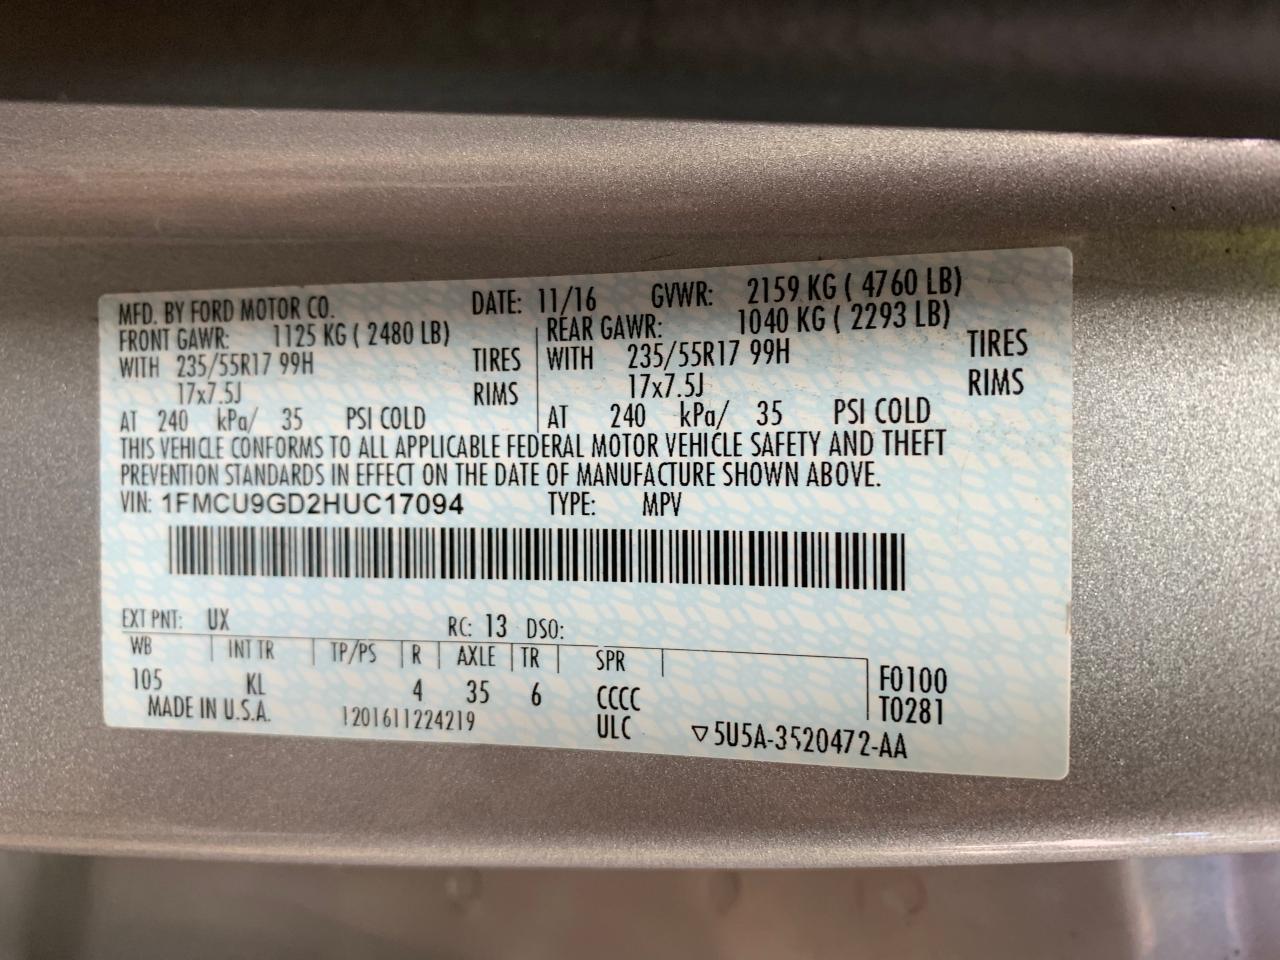 MFD. BY FORD MOTOR CO. DATE: 11/16 GVWR: 2159 KG ( 4760 LB)
FRONT GAWR: 1125 KG ( 2480 LB) REAR GAWR: 1040 KG ( 2293 LB)
WITH 235/55R17 99H TIRES WITH 235/55R17 99H TIRES
17x7.5J RIMS 17x7.5J RIMS
AT 240 kPa/ 35 PSI COLD AT 240 kPa/ 35 PSI COLD
THIS VEHICLE CONFORMS TO ALL APPLICABLE FEDERAL MOTOR VEHICLE SAFETY AND THEFT
PREVENTION STANDARDS IN EFFECT ON THE DATE OF MANUFACTURE SHOWN ABOVE.
VIN: 1FMCU9GD2HUC17094 TYPE: MPV
EXT PNT: UX RC: 13 DSO:
WB INT TR TP/PS R AXLE TR SPR
105 KL 4 35 6 CCCC F0100
MADE IN U.S.A. 1201611224219 ULC T0281
▽5U5A-3520472-AA